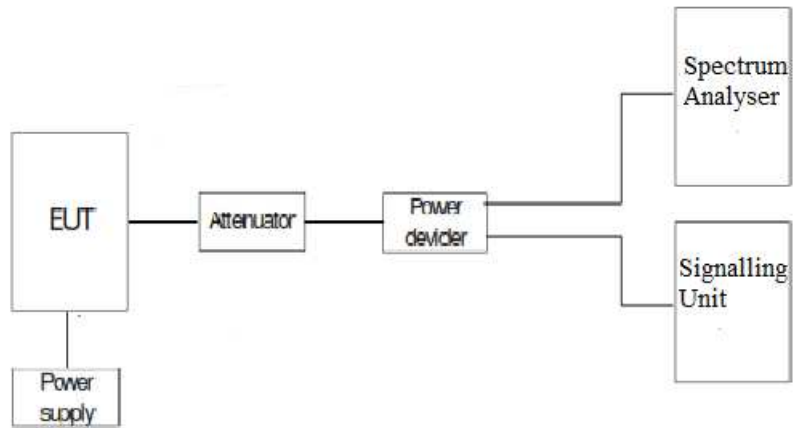 Spectrum
Analyser
EUT
Attenuator
Power
devider
Signalling
Unit
Power
supply